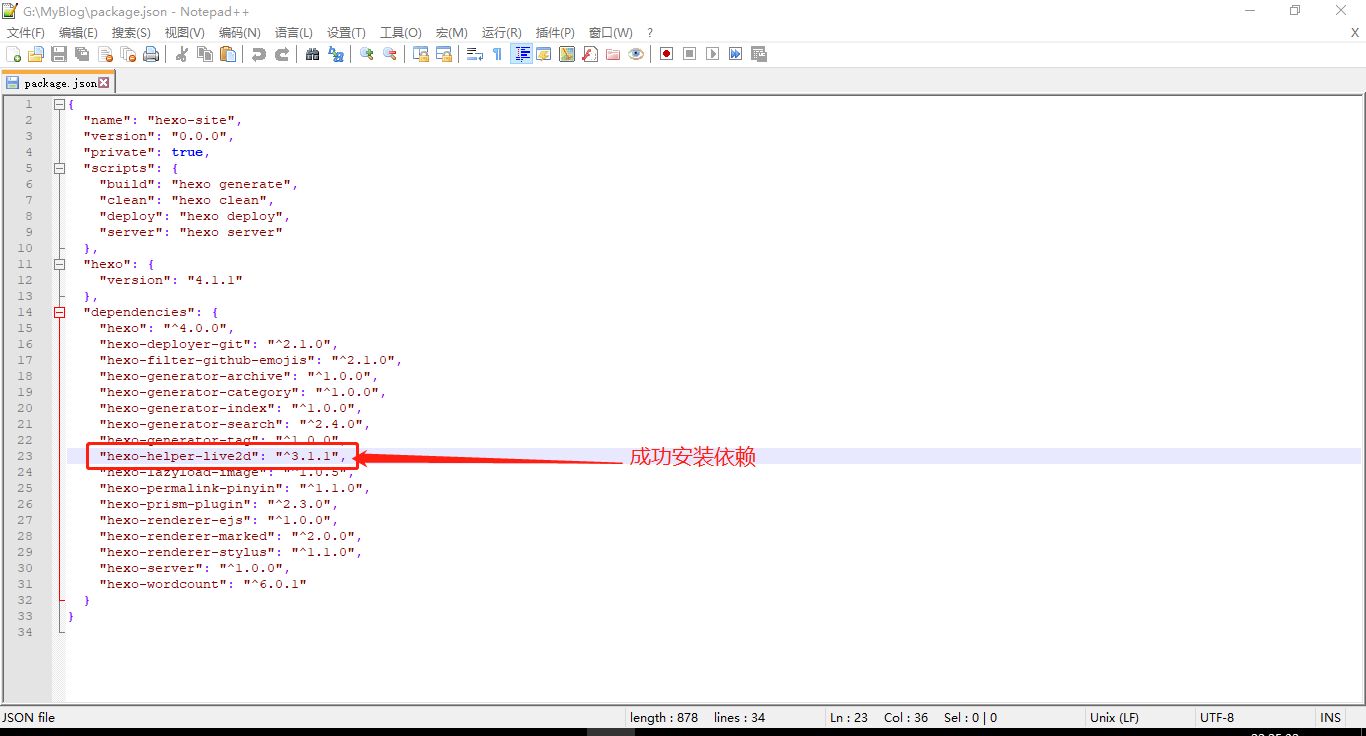 G:\MyBlog\package.json - Notepad++
文件(F) 编辑(E) 搜索(S) 视图(V) 编码(N) 语言(L) 设置(T) 工具(O) 宏(M) 运行(R) 插件(P) 窗口(W) ? X
package.json
1 {
2 "name": "hexo-site",
3 "version": "0.0.0",
4 "private": true,
5 "scripts": {
6 "build": "hexo generate",
7 "clean": "hexo clean",
8 "deploy": "hexo deploy",
9 "server": "hexo server"
10 },
11 "hexo": {
12 "version": "4.1.1"
13 },
14 "dependencies": {
15 "hexo": "^4.0.0",
16 "hexo-deployer-git": "^2.1.0",
17 "hexo-filter-github-emojis": "^2.1.0",
18 "hexo-generator-archive": "^1.0.0",
19 "hexo-generator-category": "^1.0.0",
20 "hexo-generator-index": "^1.0.0",
21 "hexo-generator-search": "^2.4.0",
22 "hexo-generator-tag": "^1.0.0",
23 "hexo-helper-live2d": "^3.1.1", 成功安装依赖
24 "hexo-lazyload-image": "^1.0.5",
25 "hexo-permalink-pinyin": "^1.1.0",
26 "hexo-prism-plugin": "^2.3.0",
27 "hexo-renderer-ejs": "^1.0.0",
28 "hexo-renderer-marked": "^2.0.0",
29 "hexo-renderer-stylus": "^1.1.0",
30 "hexo-server": "^1.0.0",
31 "hexo-wordcount": "^6.0.1"
32 }
33 }
34
JSON file length : 878 lines : 34 Ln : 23 Col : 36 Sel : 0 | 0 Unix (LF) UTF-8 INS